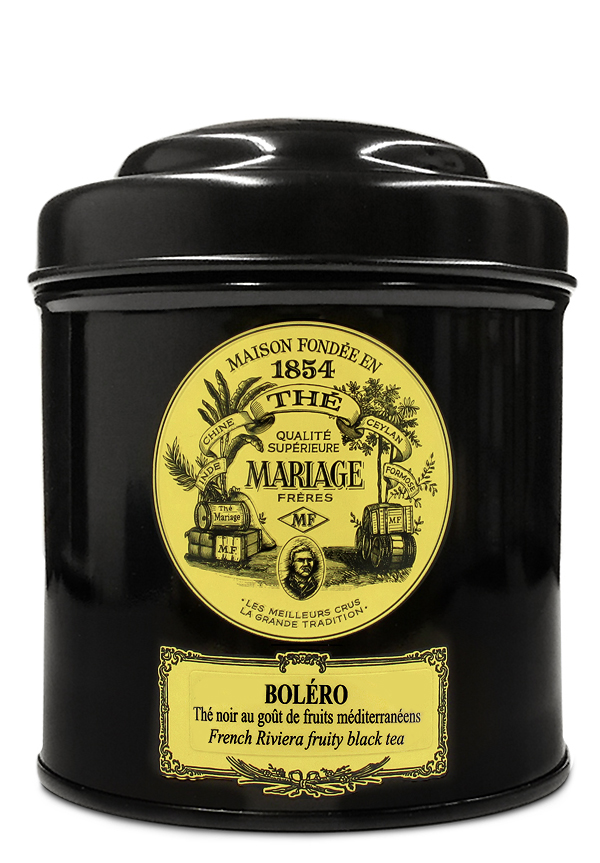 MAISON FONDÉE EN
1854
THÉ
CHINE
CEYLAN
INDE
FORMOSE
QUALITÉ
SUPÉRIEURE
MARIAGE
FRÈRES
MF
Thé
Mariage
MF
MF
• LES MEILLEURS CRUS
LA GRANDE TRADITION •
BOLÉRO
Thé noir au goût de fruits méditerranéens
French Riviera fruity black tea